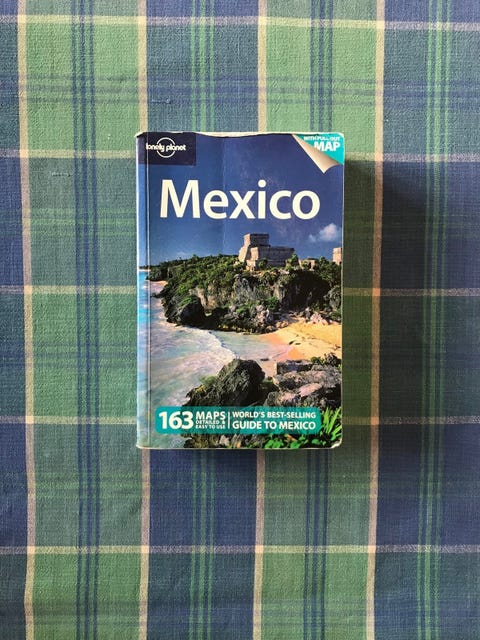 lonely planet
WITH PULL-OUT
MAP
Mexico
163 MAPS
DETAILED &
EASY TO USE
WORLD'S BEST-SELLING
GUIDE TO MEXICO